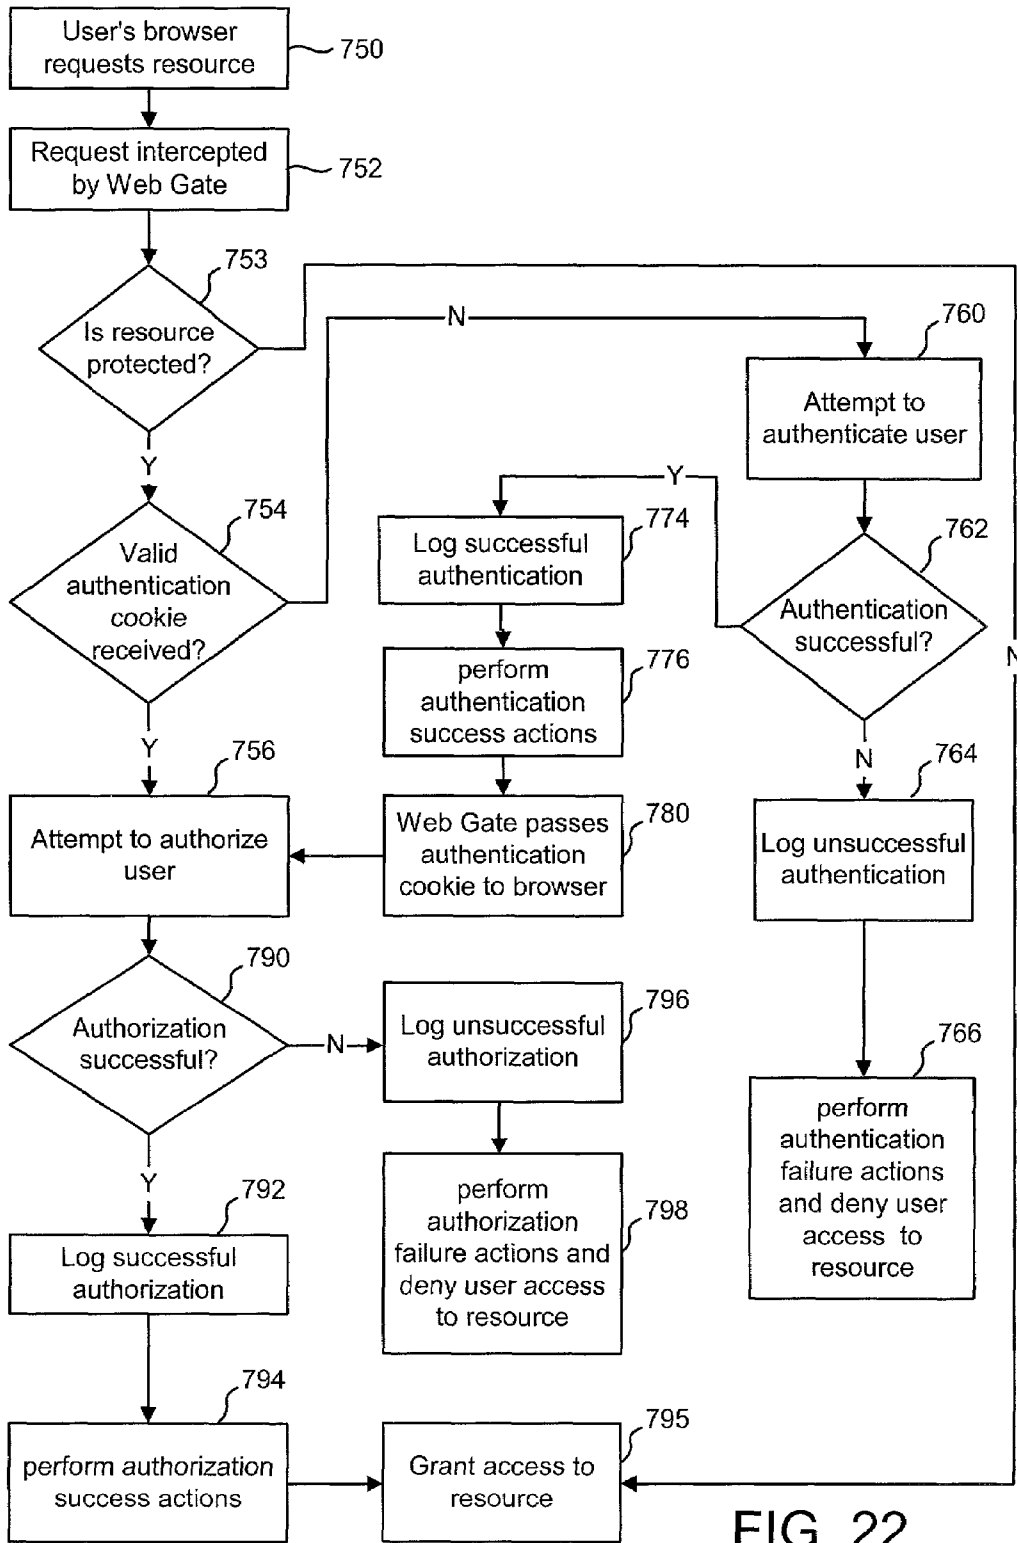 User's browser
requests resource
750
Request intercepted
by Web Gate
752
753
Is resource
protected?
N
760
Attempt to
authenticate user
Y
Y
754
Valid
authentication
cookie
received?
774
Log successful
authentication
762
Authentication
successful?
N
776
perform
authentication
success actions
Y
756
Attempt to authorize
user
780
Web Gate passes
authentication
cookie to browser
N
764
Log unsuccessful
authentication
790
Authorization
successful?
N
796
Log unsuccessful
authorization
766
perform
authentication
failure actions
and deny user
access to
resource
Y
792
Log successful
authorization
798
perform
authorization
failure actions and
deny user access
to resource
794
perform authorization
success actions
795
Grant access to
resource
FIG. 22